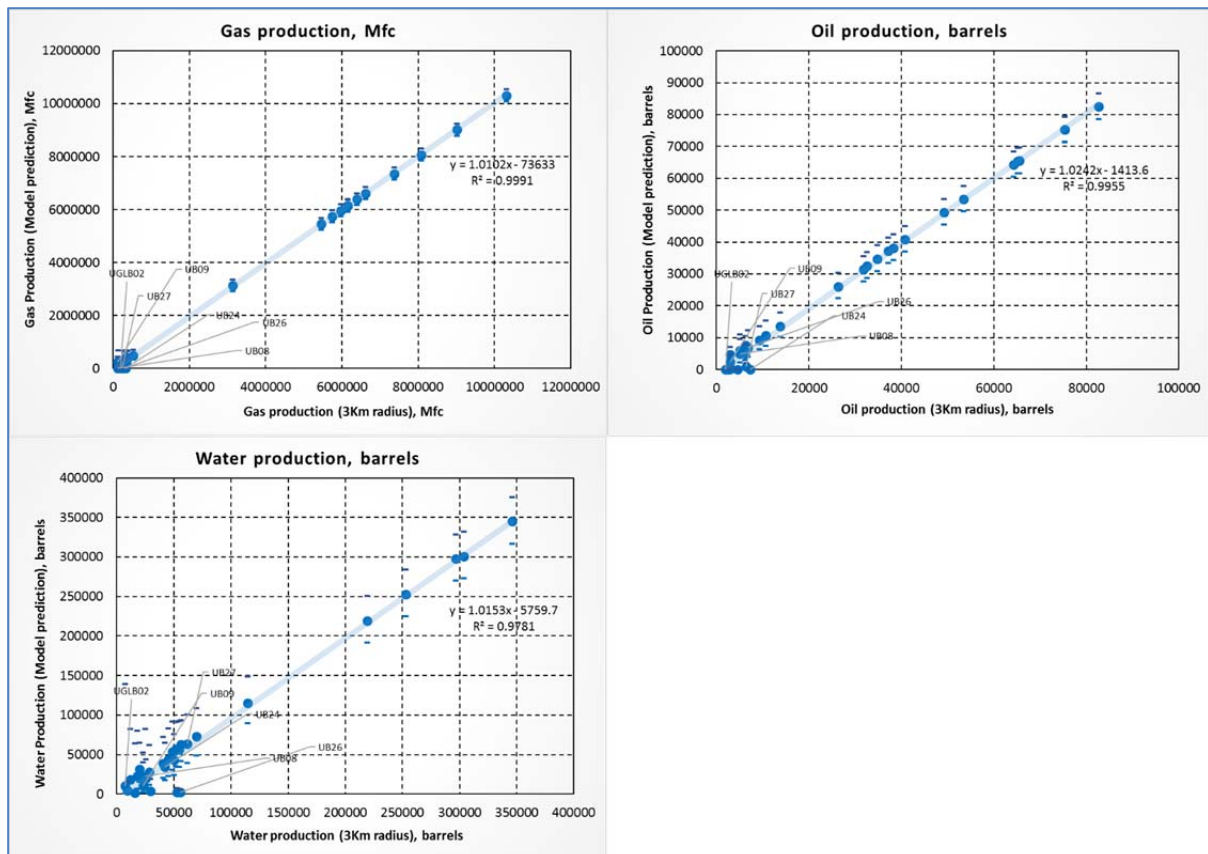 Gas production, Mfc
Gas Production (Model prediction), Mfc
12000000
10000000
8000000
6000000
4000000
2000000
0
y = 1.0102x - 73633
R² = 0.9991
UGLB02
UB09
UB27
UB24
UB26
UB08
0 2000000 4000000 6000000 8000000 10000000 12000000
Gas production (3Km radius), Mfc
Oil production, barrels
Oil Production (Model prediction), barrels
100000
90000
80000
70000
60000
50000
40000
30000
20000
10000
0
y = 1.0242x - 1413.6
R² = 0.9955
UGLB02
UB09
UB27
UB26
UB24
UB08
0 20000 40000 60000 80000 100000
Oil production (3Km radius), barrels
Water production, barrels
Water Production (Model prediction), barrels
400000
350000
300000
250000
200000
150000
100000
50000
0
y = 1.0153x - 5759.7
R² = 0.9781
UB27
UGLB02
UB09
UB24
UB26
UB08
0 50000 100000 150000 200000 250000 300000 350000 400000
Water production (3Km radius), barrels